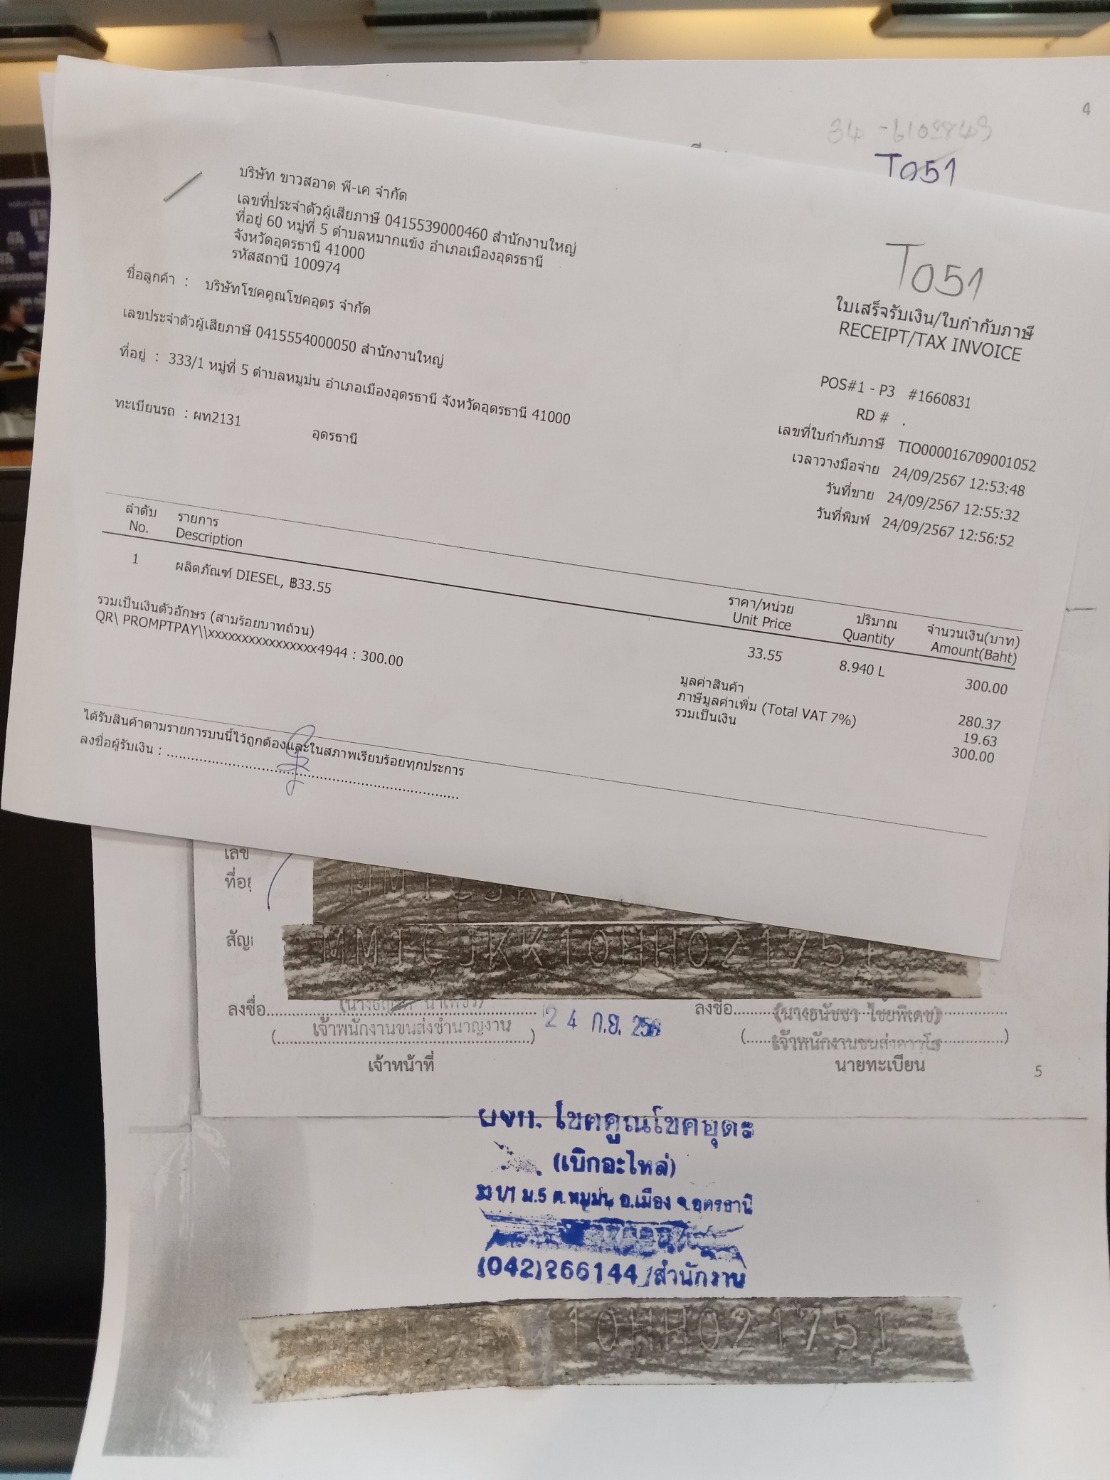 4
34 -6109849
T051
บริษัท ขาวสอาด พี-เค จำกัด
เลขที่ประจำตัวผู้เสียภาษี 0415539000460 สำนักงานใหญ่
ที่อยู่ 60 หมู่ที่ 5 ตำบลหมากแข้ง อำเภอเมืองอุดรธานี
จังหวัดอุดรธานี 41000
รหัสสถานี 100974
T051
ใบเสร็จรับเงิน/ใบกำกับภาษี
RECEIPT/TAX INVOICE
ชื่อลูกค้า : บริษัทโชคคูณโชคอุดร จำกัด
เลขประจำตัวผู้เสียภาษี 0415554000050 สำนักงานใหญ่
ที่อยู่ : 333/1 หมู่ที่ 5 ตำบลหมูม่น อำเภอเมืองอุดรธานี จังหวัดอุดรธานี 41000
ทะเบียนรถ : ผท2131 อุดรธานี
POS#1 - P3 #1660831
RD # .
เลขที่ใบกำกับภาษี TIO000016709001052
เวลาวางมือจ่าย 24/09/2567 12:53:48
วันที่ขาย 24/09/2567 12:55:32
วันที่พิมพ์ 24/09/2567 12:56:52
ลำดับ รายการ ราคา/หน่วย ปริมาณ จำนวนเงิน(บาท)
No. Description Unit Price Quantity Amount(Baht)
1 ผลิตภัณฑ์ DIESEL, ฿33.55 33.55 8.940 L 300.00
รวมเป็นเงินตัวอักษร (สามร้อยบาทถ้วน)
QR\ PROMPTPAY\\xxxxxxxxxxxxxxxx4944 : 300.00
มูลค่าสินค้า 280.37
ภาษีมูลค่าเพิ่ม (Total VAT 7%) 19.63
รวมเป็นเงิน 300.00
ได้รับสินค้าตามรายการบนนี้ไว้ถูกต้องและในสภาพเรียบร้อยทุกประการ
ลงชื่อผู้รับเงิน :
เลข
ที่อยู่
สัญ
MM1CJKK10HH021751
ลงชื่อ ลงชื่อ
(นางธนัชชา ไชยพิเดช)
เจ้าพนักงานขนส่งชำนาญงาน 24 ก.ย. 256
เจ้าหน้าที่ นายทะเบียน
5
ผจก. โชคคูณโชคอุดร
(เบิกอะไหล่)
ม.5 ต.หมูม่น อ.เมือง จ.อุดรธานี
(042)266144/สำนักงาน
10HH021751